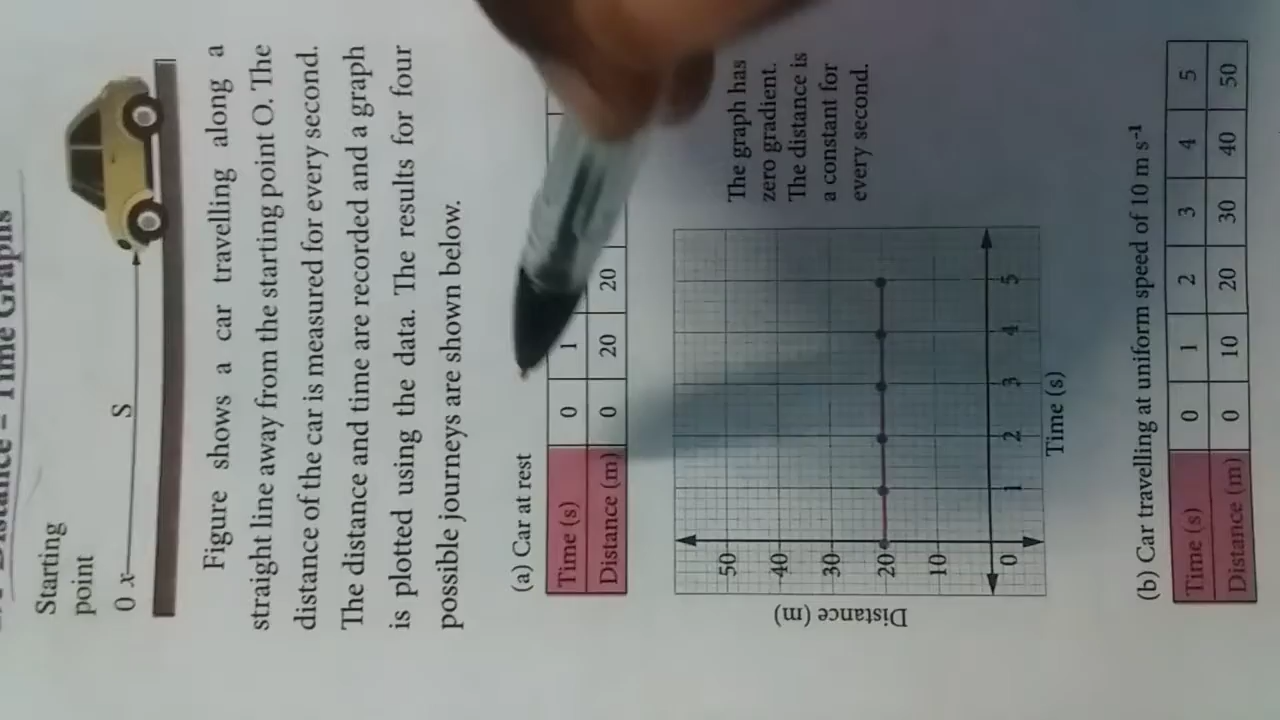 Distance – Time Graphs
Starting
point
0 x
S
Figure shows a car travelling along a
straight line away from the starting point O. The
distance of the car is measured for every second.
The distance and time are recorded and a graph
is plotted using the data. The results for four
possible journeys are shown below.
(a) Car at rest
Time (s) 0 1
Distance (m) 0 20 20
Distance (m)
50
40
30
20
10
0 1 2 3 4 5
Time (s)
The graph has
zero gradient.
The distance is
a constant for
every second.
(b) Car travelling at uniform speed of 10 m s⁻¹
Time (s) 0 1 2 3 4 5
Distance (m) 0 10 20 30 40 50